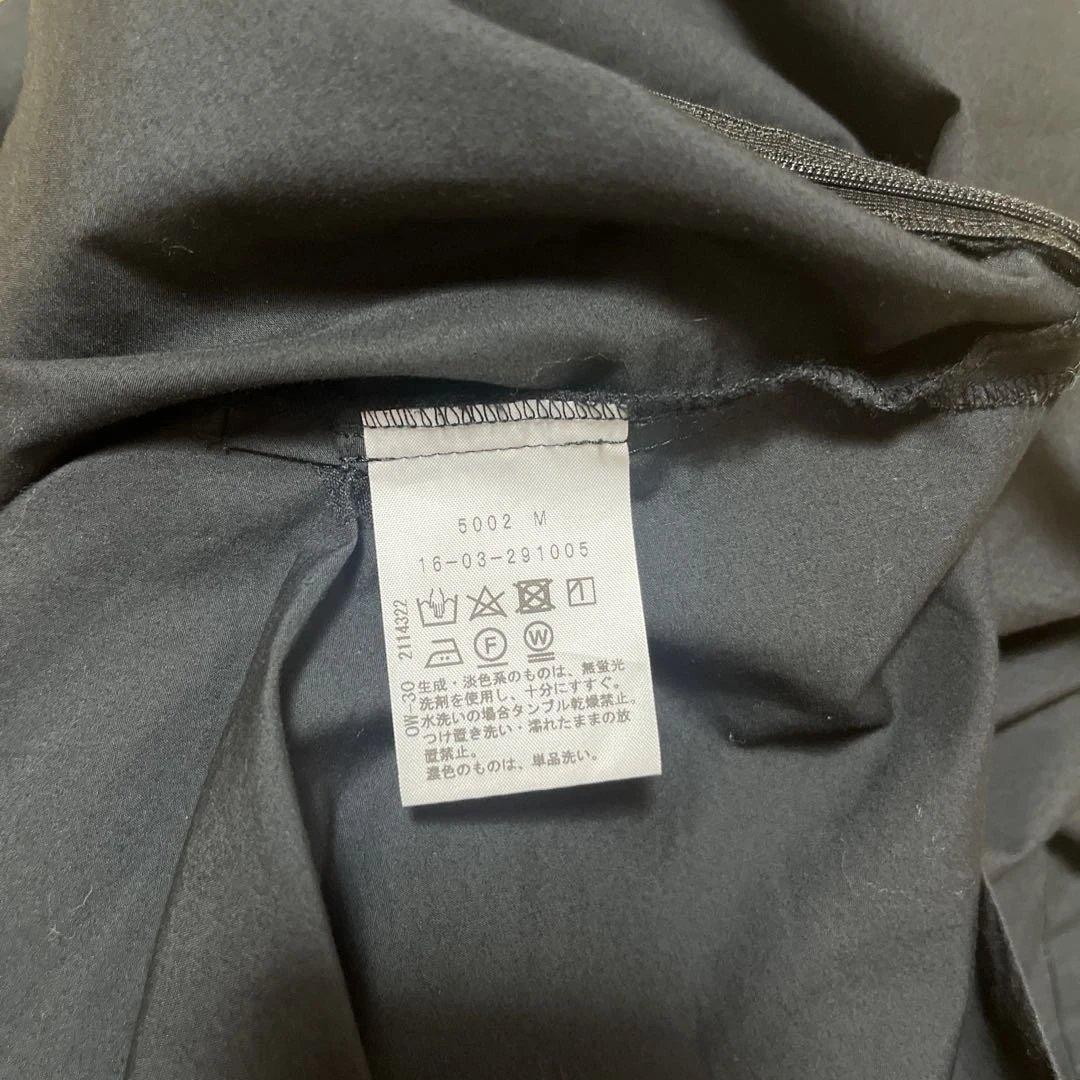 5002 M
16-03-291005
F
W
OW-30 2114322
生成・淡色系のものは、無蛍光
洗剤を使用し、十分にすすぐ。
水洗いの場合タンブル乾燥禁止。
つけ置き洗い・濡れたままの放
置禁止。
濃色のものは、単品洗い。